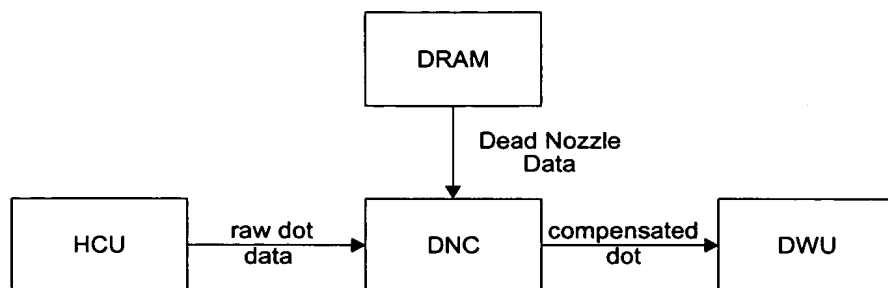 DRAM
Dead Nozzle
Data
HCU
raw dot
data
DNC
compensated
dot
DWU